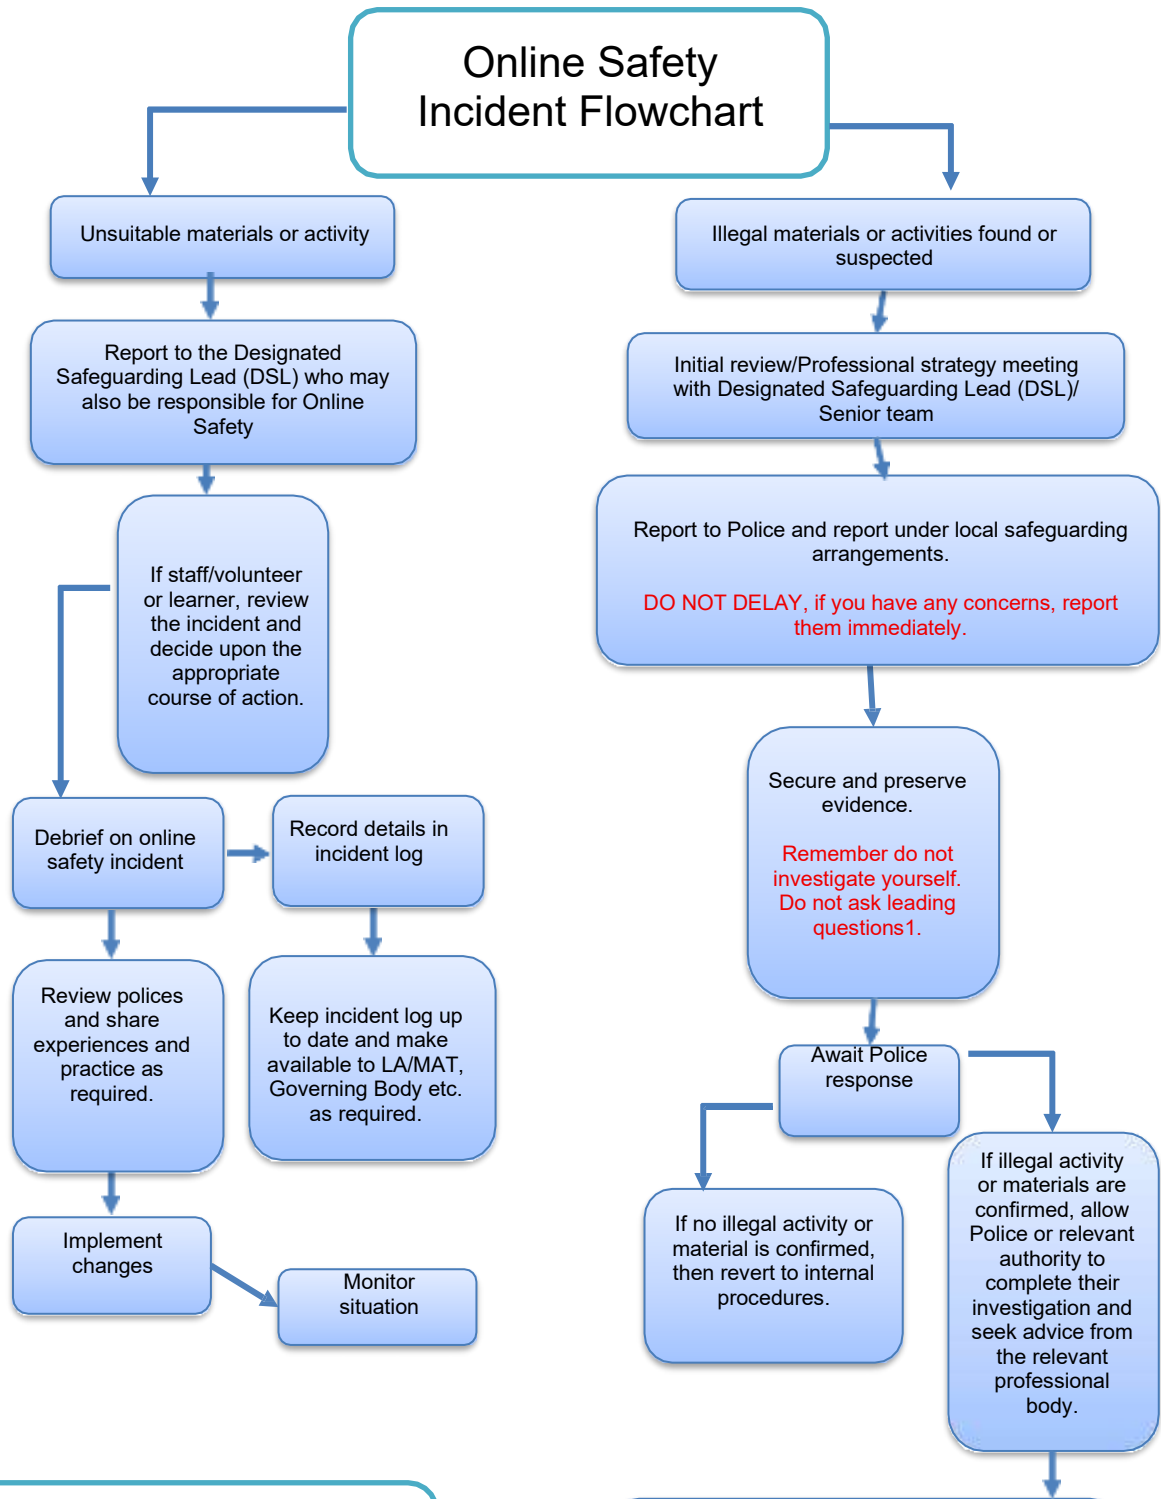 Online Safety
Incident Flowchart
Unsuitable materials or activity
Report to the Designated
Safeguarding Lead (DSL) who may
also be responsible for Online
Safety
If staff/volunteer
or learner, review
the incident and
decide upon the
appropriate
course of action.
Debrief on online
safety incident
Record details in
incident log
Review polices
and share
experiences and
practice as
required.
Keep incident log up
to date and make
available to LA/MAT,
Governing Body etc.
as required.
Implement
changes
Monitor
situation
Illegal materials or activities found or
suspected
Initial review/Professional strategy meeting
with Designated Safeguarding Lead (DSL)/
Senior team
Report to Police and report under local safeguarding
arrangements.
DO NOT DELAY, if you have any concerns, report
them immediately.
Secure and preserve
evidence.
Remember do not
investigate yourself.
Do not ask leading
questions1.
Await Police
response
If no illegal activity or
material is confirmed,
then revert to internal
procedures.
If illegal activity
or materials are
confirmed, allow
Police or relevant
authority to
complete their
investigation and
seek advice from
the relevant
professional
body.